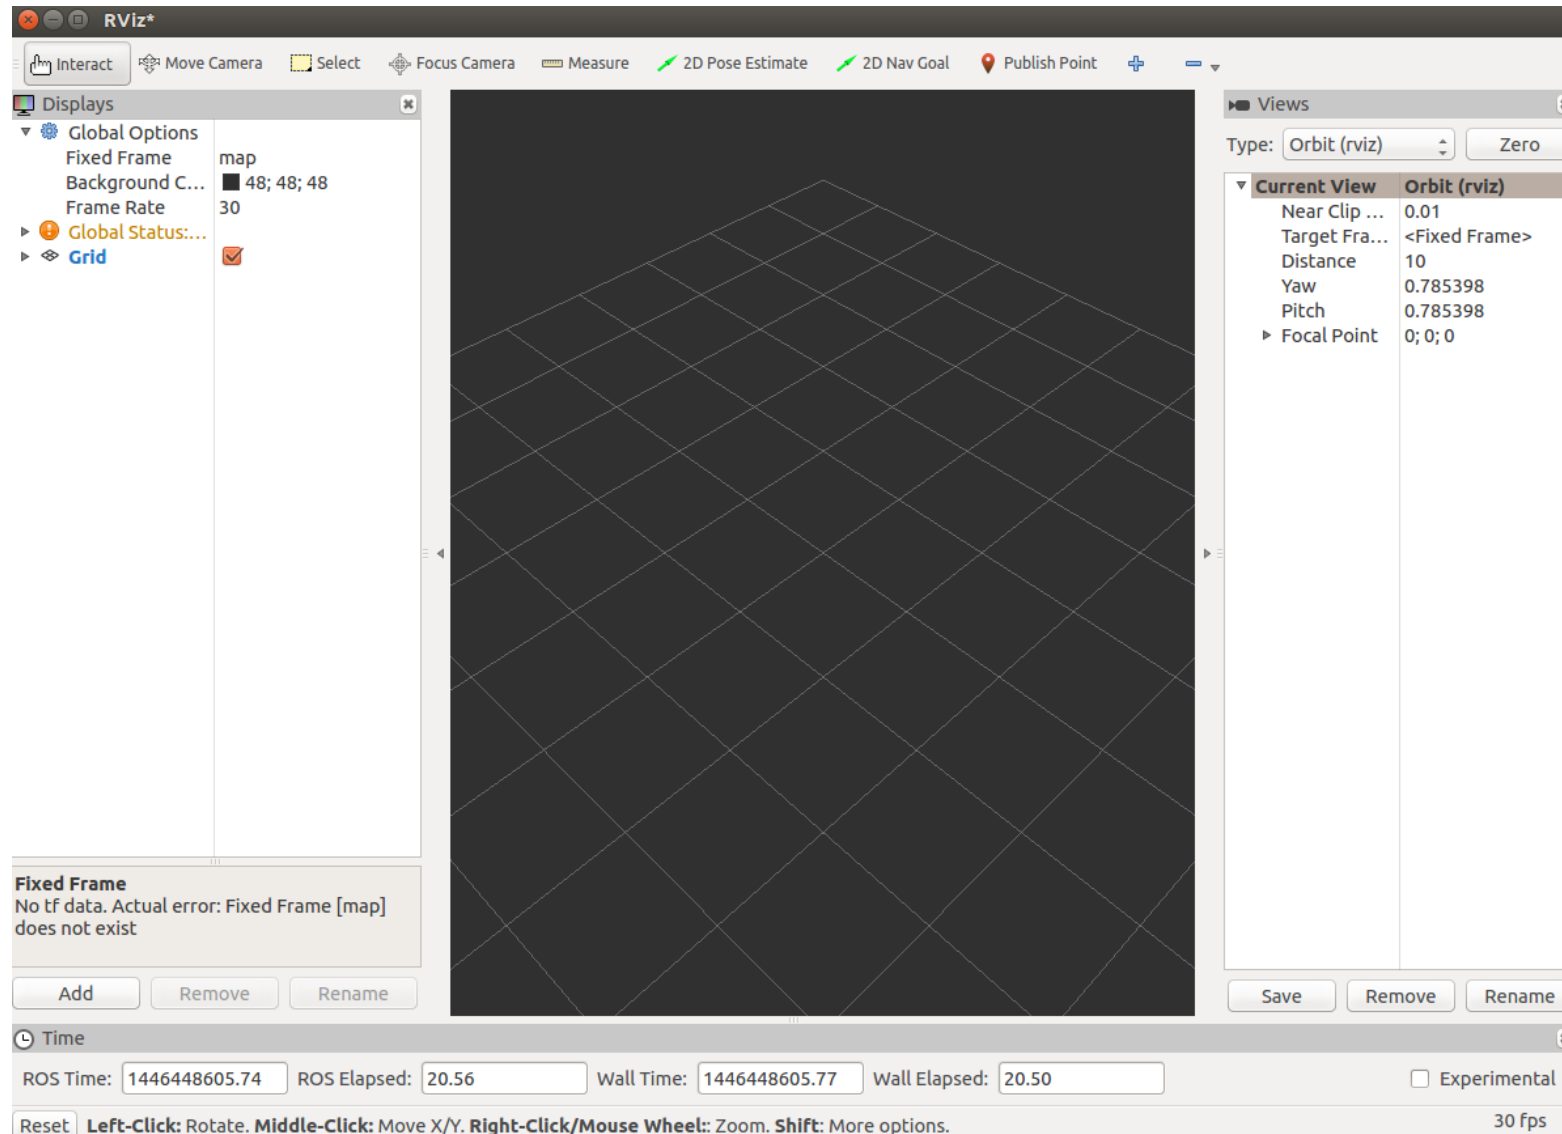 RViz*
Interact Move Camera Select Focus Camera Measure 2D Pose Estimate 2D Nav Goal Publish Point
Displays
Global Options
Fixed Frame map
Background C... 48; 48; 48
Frame Rate 30
Global Status:...
Grid
Fixed Frame
No tf data. Actual error: Fixed Frame [map]
does not exist
Add Remove Rename
Views
Type: Orbit (rviz) Zero
Current View Orbit (rviz)
Near Clip ... 0.01
Target Fra... <Fixed Frame>
Distance 10
Yaw 0.785398
Pitch 0.785398
Focal Point 0; 0; 0
Save Remove Rename
Time
ROS Time: 1446448605.74 ROS Elapsed: 20.56 Wall Time: 1446448605.77 Wall Elapsed: 20.50 Experimental
Reset Left-Click: Rotate. Middle-Click: Move X/Y. Right-Click/Mouse Wheel:: Zoom. Shift: More options. 30 fps